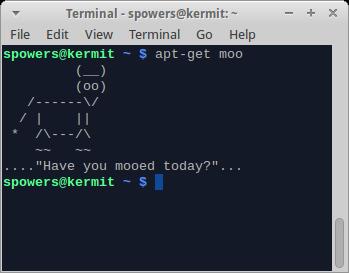 Terminal - spowers@kermit: ~
File Edit View Terminal Go Help
spowers@kermit ~ $ apt-get moo
         (__)
         (oo)
   /------\/
  / |    ||
 *  /\---/\
    ~~   ~~
...."Have you mooed today?"...
spowers@kermit ~ $